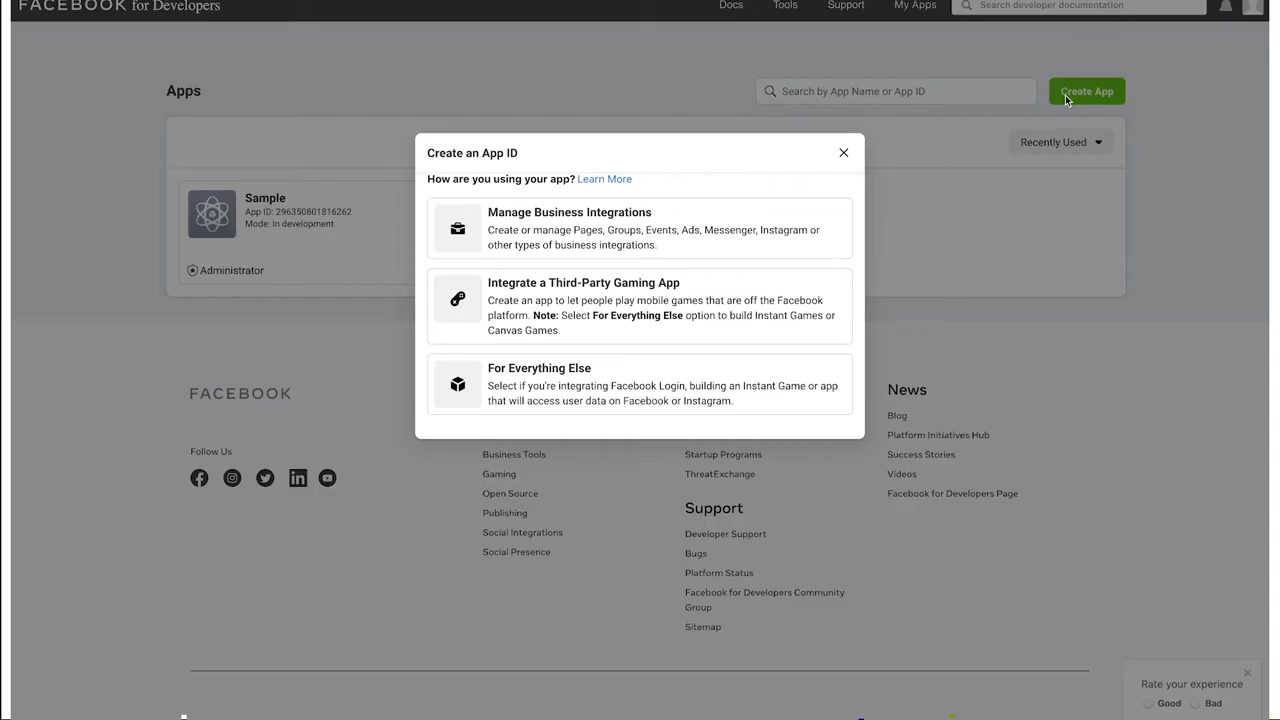 FACEBOOK for Developers
Docs
Tools
Support
My Apps
Search developer documentation
Apps
Search by App Name or App ID
Create App
Recently Used
Sample
App ID: 296350801816262
Mode: In development
Administrator
Create an App ID
How are you using your app? Learn More
Manage Business Integrations
Create or manage Pages, Groups, Events, Ads, Messenger, Instagram or
other types of business integrations.
Integrate a Third-Party Gaming App
Create an app to let people play mobile games that are off the Facebook
platform. Note: Select For Everything Else option to build Instant Games or
Canvas Games.
For Everything Else
Select if you're integrating Facebook Login, building an Instant Game or app
that will access user data on Facebook or Instagram.
FACEBOOK
Follow Us
Business Tools
Gaming
Open Source
Publishing
Social Integrations
Social Presence
Startup Programs
ThreatExchange
Support
Developer Support
Bugs
Platform Status
Facebook for Developers Community
Group
Sitemap
News
Blog
Platform Initiatives Hub
Success Stories
Videos
Facebook for Developers Page
Rate your experience
Good
Bad